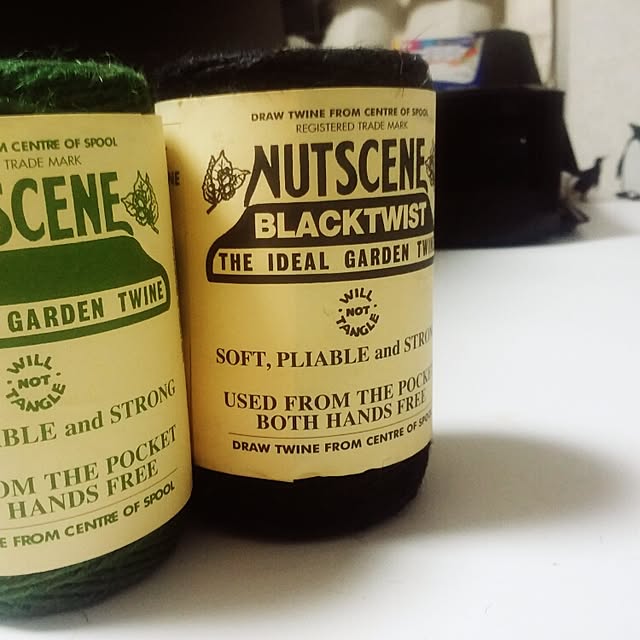 M CENTRE OF SPOOL
TRADE MARK
SCENE
GARDEN TWINE
WILL
NOT
TANGLE
BLE and STRONG
OM THE POCKET
HANDS FREE
E FROM CENTRE OF SPOOL
NE
DRAW TWINE FROM CENTRE OF SPOOL
REGISTERED TRADE MARK
NUTSCENE
BLACKTWIST
THE IDEAL GARDEN TWIN
WILL
NOT
TANGLE
SOFT, PLIABLE and STRON
USED FROM THE POCKE
BOTH HANDS FREE
DRAW TWINE FROM CENTRE OF SPOO